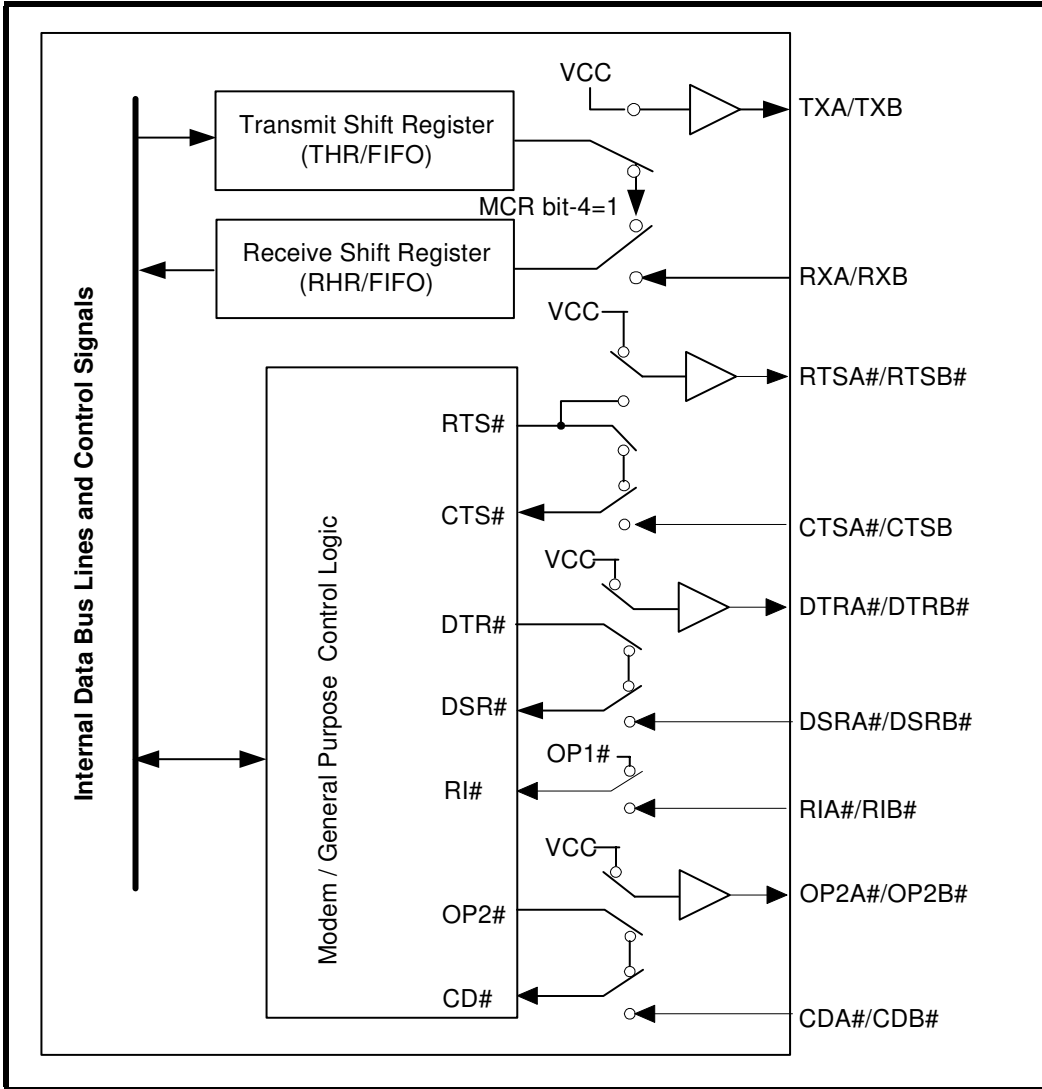 VCC
TXA/TXB
Transmit Shift Register
(THR/FIFO)
MCR bit-4=1
Receive Shift Register
(RHR/FIFO)
RXA/RXB
VCC
RTSA#/RTSB#
RTS#
CTS#
CTSA#/CTSB
VCC
DTRA#/DTRB#
DTR#
DSR#
DSRA#/DSRB#
OP1#
RI#
RIA#/RIB#
VCC
OP2A#/OP2B#
OP2#
CD#
CDA#/CDB#
Internal Data Bus Lines and Control Signals
Modem / General Purpose Control Logic